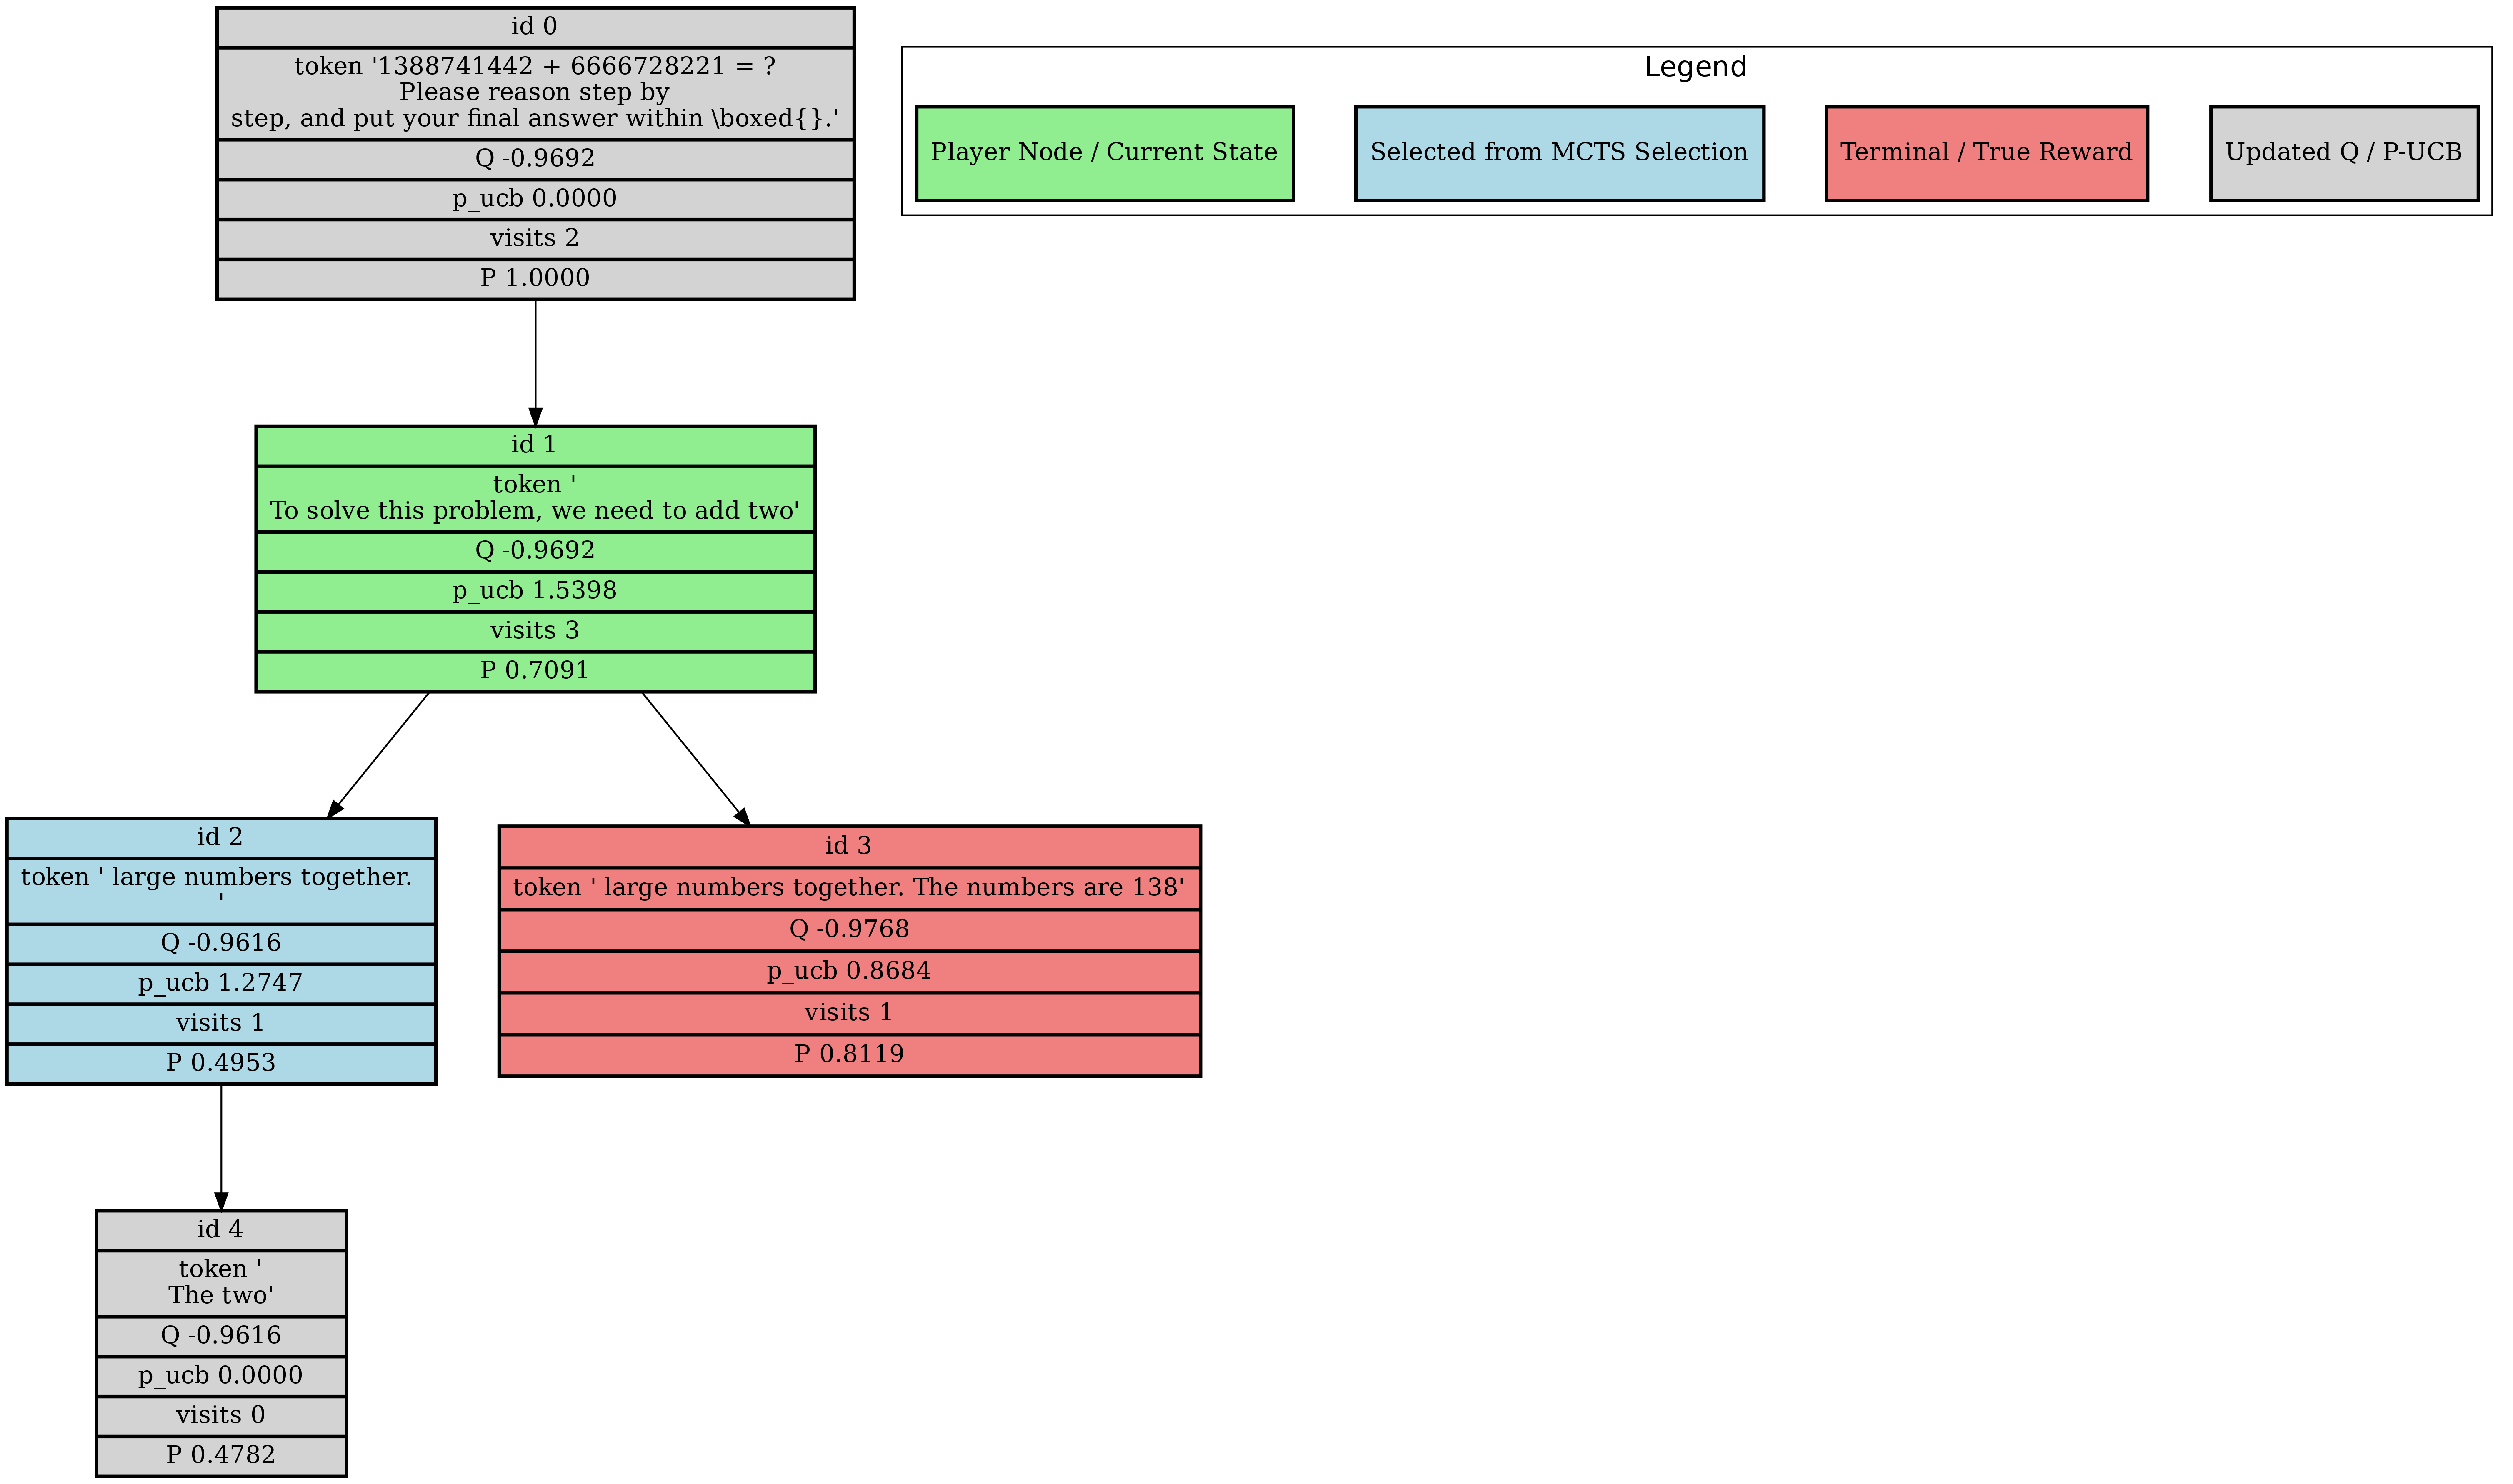 id 0
token '1388741442 + 6666728221 = ?
Please reason step by
step, and put your final answer within \boxed{}.'
Q -0.9692
p_ucb 0.0000
visits 2
P 1.0000
Legend
Player Node / Current State
Selected from MCTS Selection
Terminal / True Reward
Updated Q / P-UCB
id 1
token '
To solve this problem, we need to add two'
Q -0.9692
p_ucb 1.5398
visits 3
P 0.7091
id 2
token ' large numbers together.
'
Q -0.9616
p_ucb 1.2747
visits 1
P 0.4953
id 3
token ' large numbers together. The numbers are 138'
Q -0.9768
p_ucb 0.8684
visits 1
P 0.8119
id 4
token '
The two'
Q -0.9616
p_ucb 0.0000
visits 0
P 0.4782